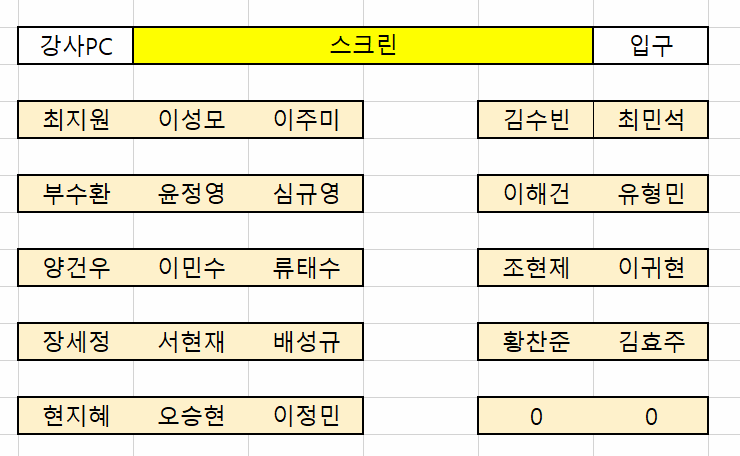 강사PC 스크린 입구
최지원 이성모 이주미 김수빈 최민석
부수환 윤정영 심규영 이해건 유형민
양건우 이민수 류태수 조현제 이귀현
장세정 서현재 배성규 황찬준 김효주
현지혜 오승현 이정민 0 0